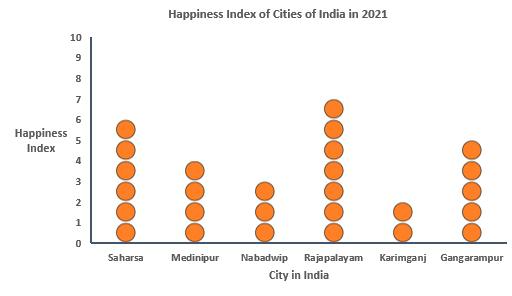 Happiness Index of Cities of India in 2021
10
9
8
7
6
5
4
3
2
1
0
Happiness
Index
Saharsa Medinipur Nabadwip Rajapalayam Karimganj Gangarampur
City in India